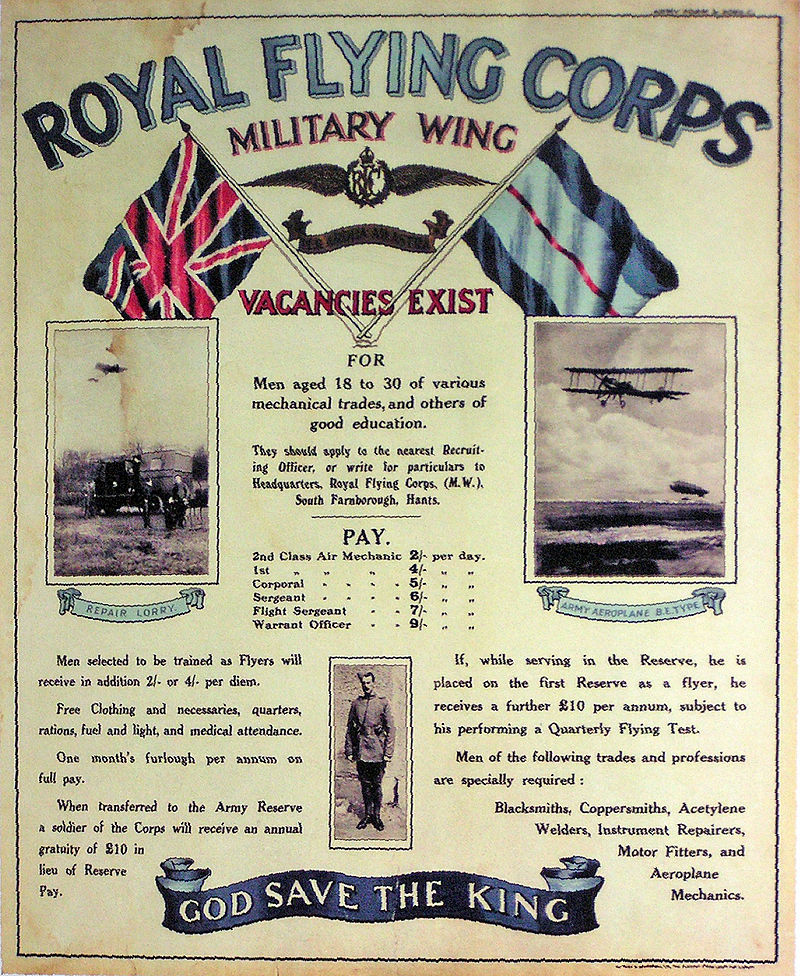 ROYAL FLYING CORPS
MILITARY WING
RFC
VACANCIES EXIST
FOR
Men aged 18 to 30 of various
mechanical trades, and others of
good education.
They should apply to the nearest Recruit-
ing Officer, or write for particulars to
Headquarters, Royal Flying Corps, (M.W.),
South Farnborough, Hants.
PAY.
2nd Class Air Mechanic 2/- per day.
1st „ „ „ 4/- „ „
Corporal - - - - 5/- „ „
Sergeant - - - - 6/- „ „
Flight Sergeant - - 7/- „ „
Warrant Officer - - 9/- „ „
REPAIR LORRY.
ARMY AEROPLANE B.E. TYPE
Men selected to be trained as Flyers will
receive in addition 2/- or 4/- per diem.
Free Clothing and necessaries, quarters,
rations, fuel and light, and medical attendance.
One month's furlough per annum on
full pay.
When transferred to the Army Reserve
a soldier of the Corps will receive an annual
gratuity of £10 in
lieu of Reserve
Pay.
If, while serving in the Reserve, he is
placed on the first Reserve as a flyer, he
receives a further £10 per annum, subject to
his performing a Quarterly Flying Test.
Men of the following trades and professions
are specially required :
Blacksmiths, Coppersmiths, Acetylene
Welders, Instrument Repairers,
Motor Fitters, and
Aeroplane
Mechanics.
GOD SAVE THE KING